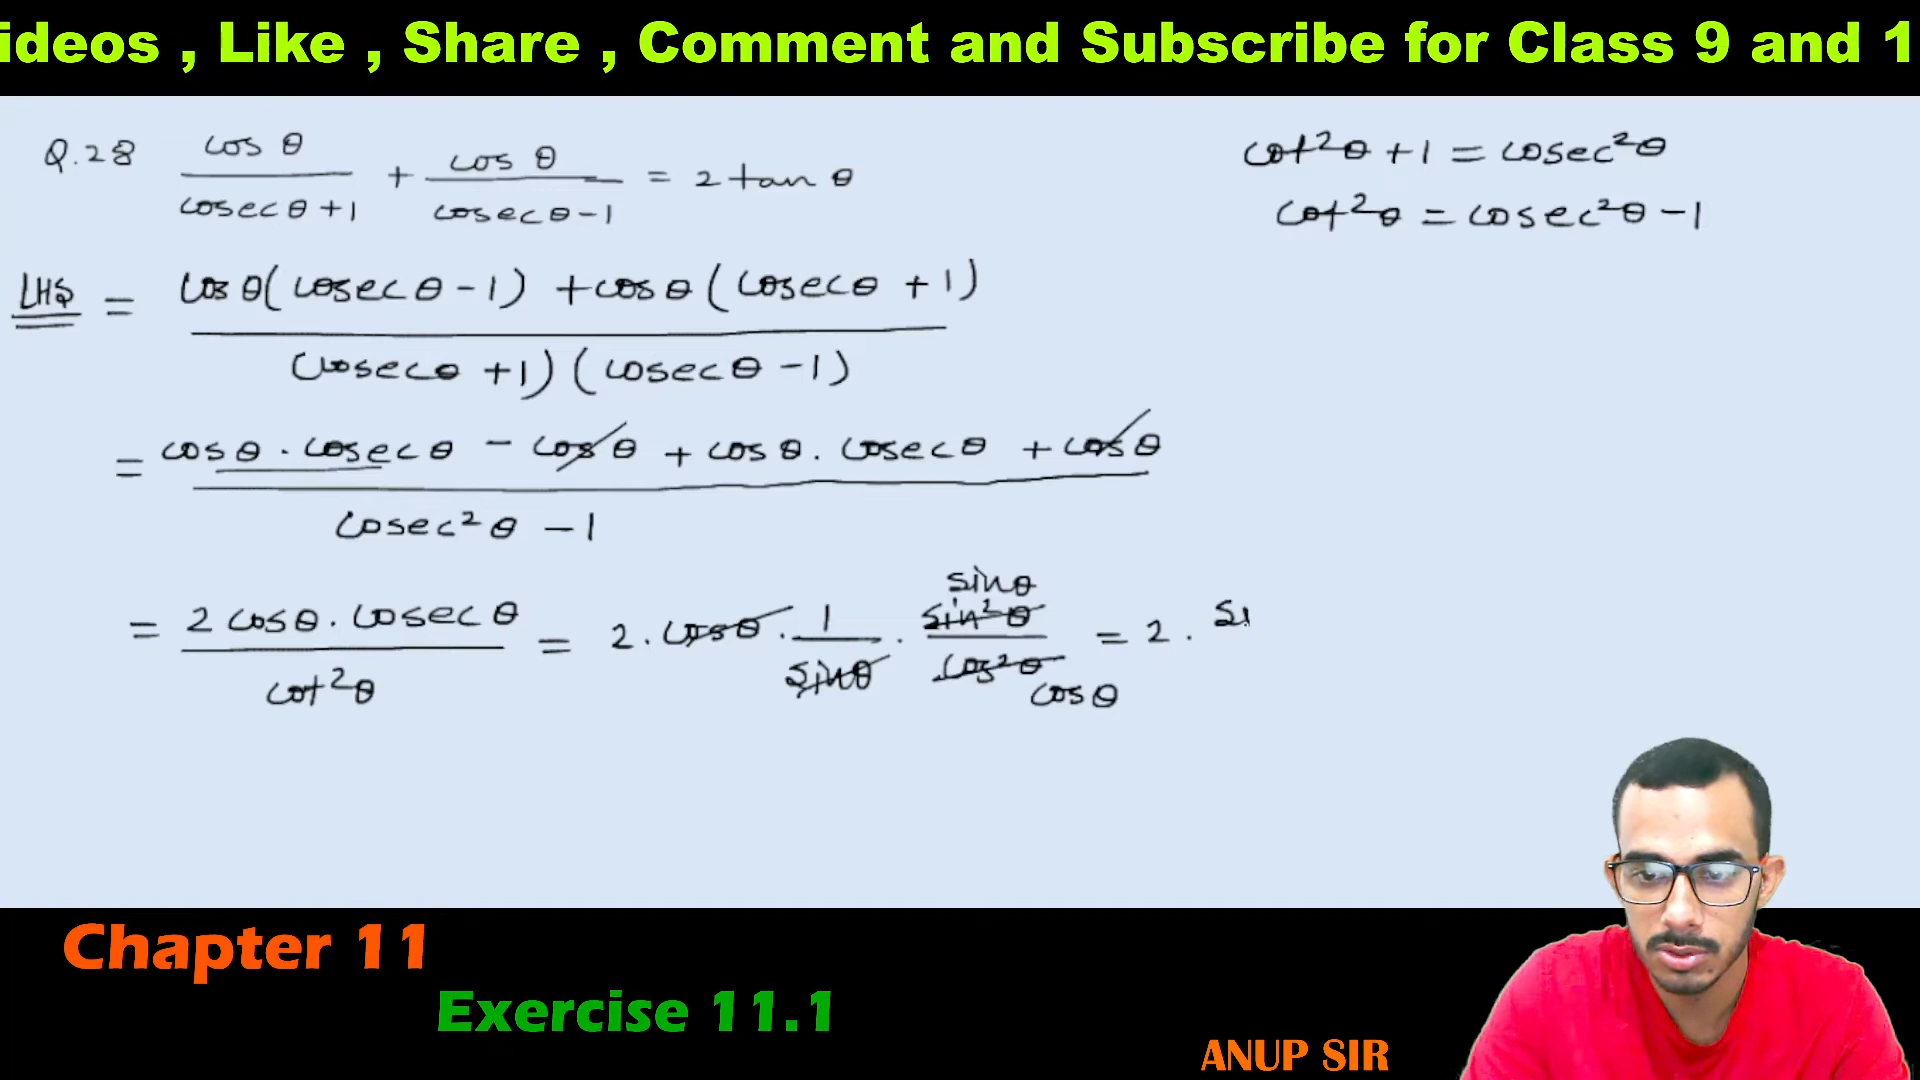 ideos , Like , Share , Comment and Subscribe for Class 9 and 1
Q.28 cos θ / cosec θ + 1 + cos θ / cosec θ - 1 = 2 tan θ
cot²θ + 1 = cosec²θ
cot²θ = cosec²θ - 1
LHS = cos θ (cosec θ - 1) + cos θ (cosec θ + 1)
(cosec θ + 1) (cosec θ - 1)
= cos θ . cosec θ - cos θ + cos θ . cosec θ + cos θ
cosec² θ - 1
= 2 cos θ . cosec θ / cot²θ = 2 . cos θ . 1 / sin θ . sin² θ / cos² θ = 2 .
sin θ
cos θ
Chapter 11
Exercise 11.1
ANUP SIR